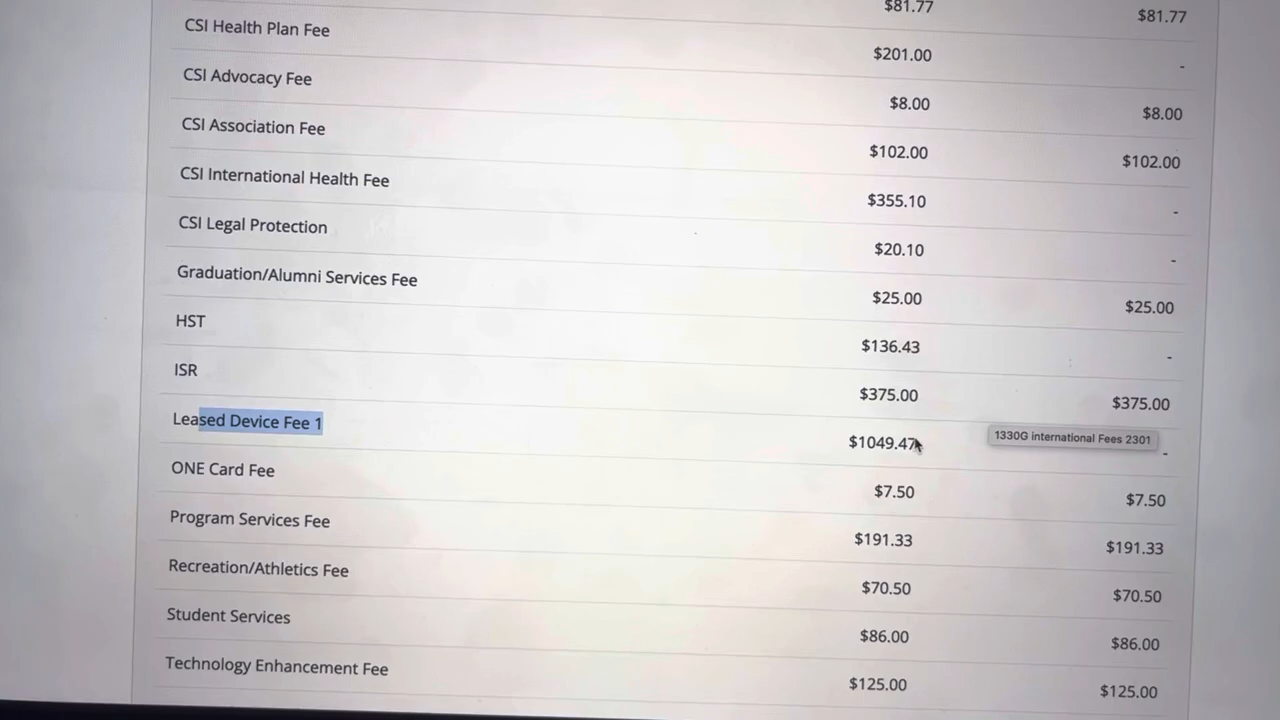 $81.77 $81.77
CSI Health Plan Fee $201.00 -
CSI Advocacy Fee $8.00 $8.00
CSI Association Fee $102.00 $102.00
CSI International Health Fee $355.10 -
CSI Legal Protection $20.10 -
Graduation/Alumni Services Fee $25.00 $25.00
HST $136.43 -
ISR $375.00 $375.00
Leased Device Fee 1 $1049.47 -
1330G international Fees 2301
ONE Card Fee $7.50 $7.50
Program Services Fee $191.33 $191.33
Recreation/Athletics Fee $70.50 $70.50
Student Services $86.00 $86.00
Technology Enhancement Fee $125.00 $125.00